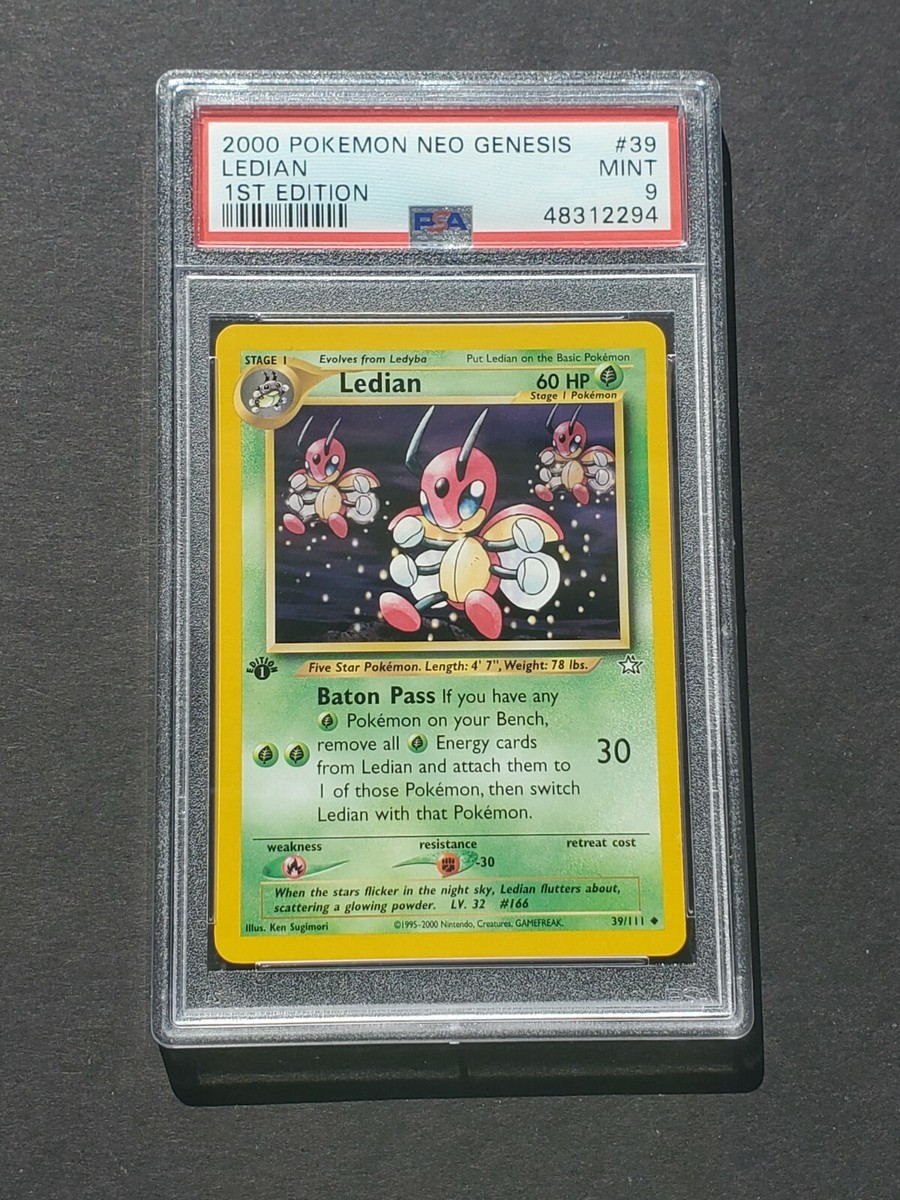 2000 POKEMON NEO GENESIS #39
LEDIAN MINT
1ST EDITION 9
PSA 48312294
STAGE 1 Evolves from Ledyba Put Ledian on the Basic Pokémon
Ledian 60 HP
Stage 1 Pokémon
EDITION
1
Five Star Pokémon. Length: 4' 7", Weight: 78 lbs.
Baton Pass If you have any
Pokémon on your Bench,
remove all Energy cards 30
from Ledian and attach them to
1 of those Pokémon, then switch
Ledian with that Pokémon.
weakness resistance retreat cost
-30
When the stars flicker in the night sky, Ledian flutters about,
scattering a glowing powder. LV. 32 #166
Illus. Ken Sugimori ©1995-2000 Nintendo, Creatures, GAMEFREAK. 39/111